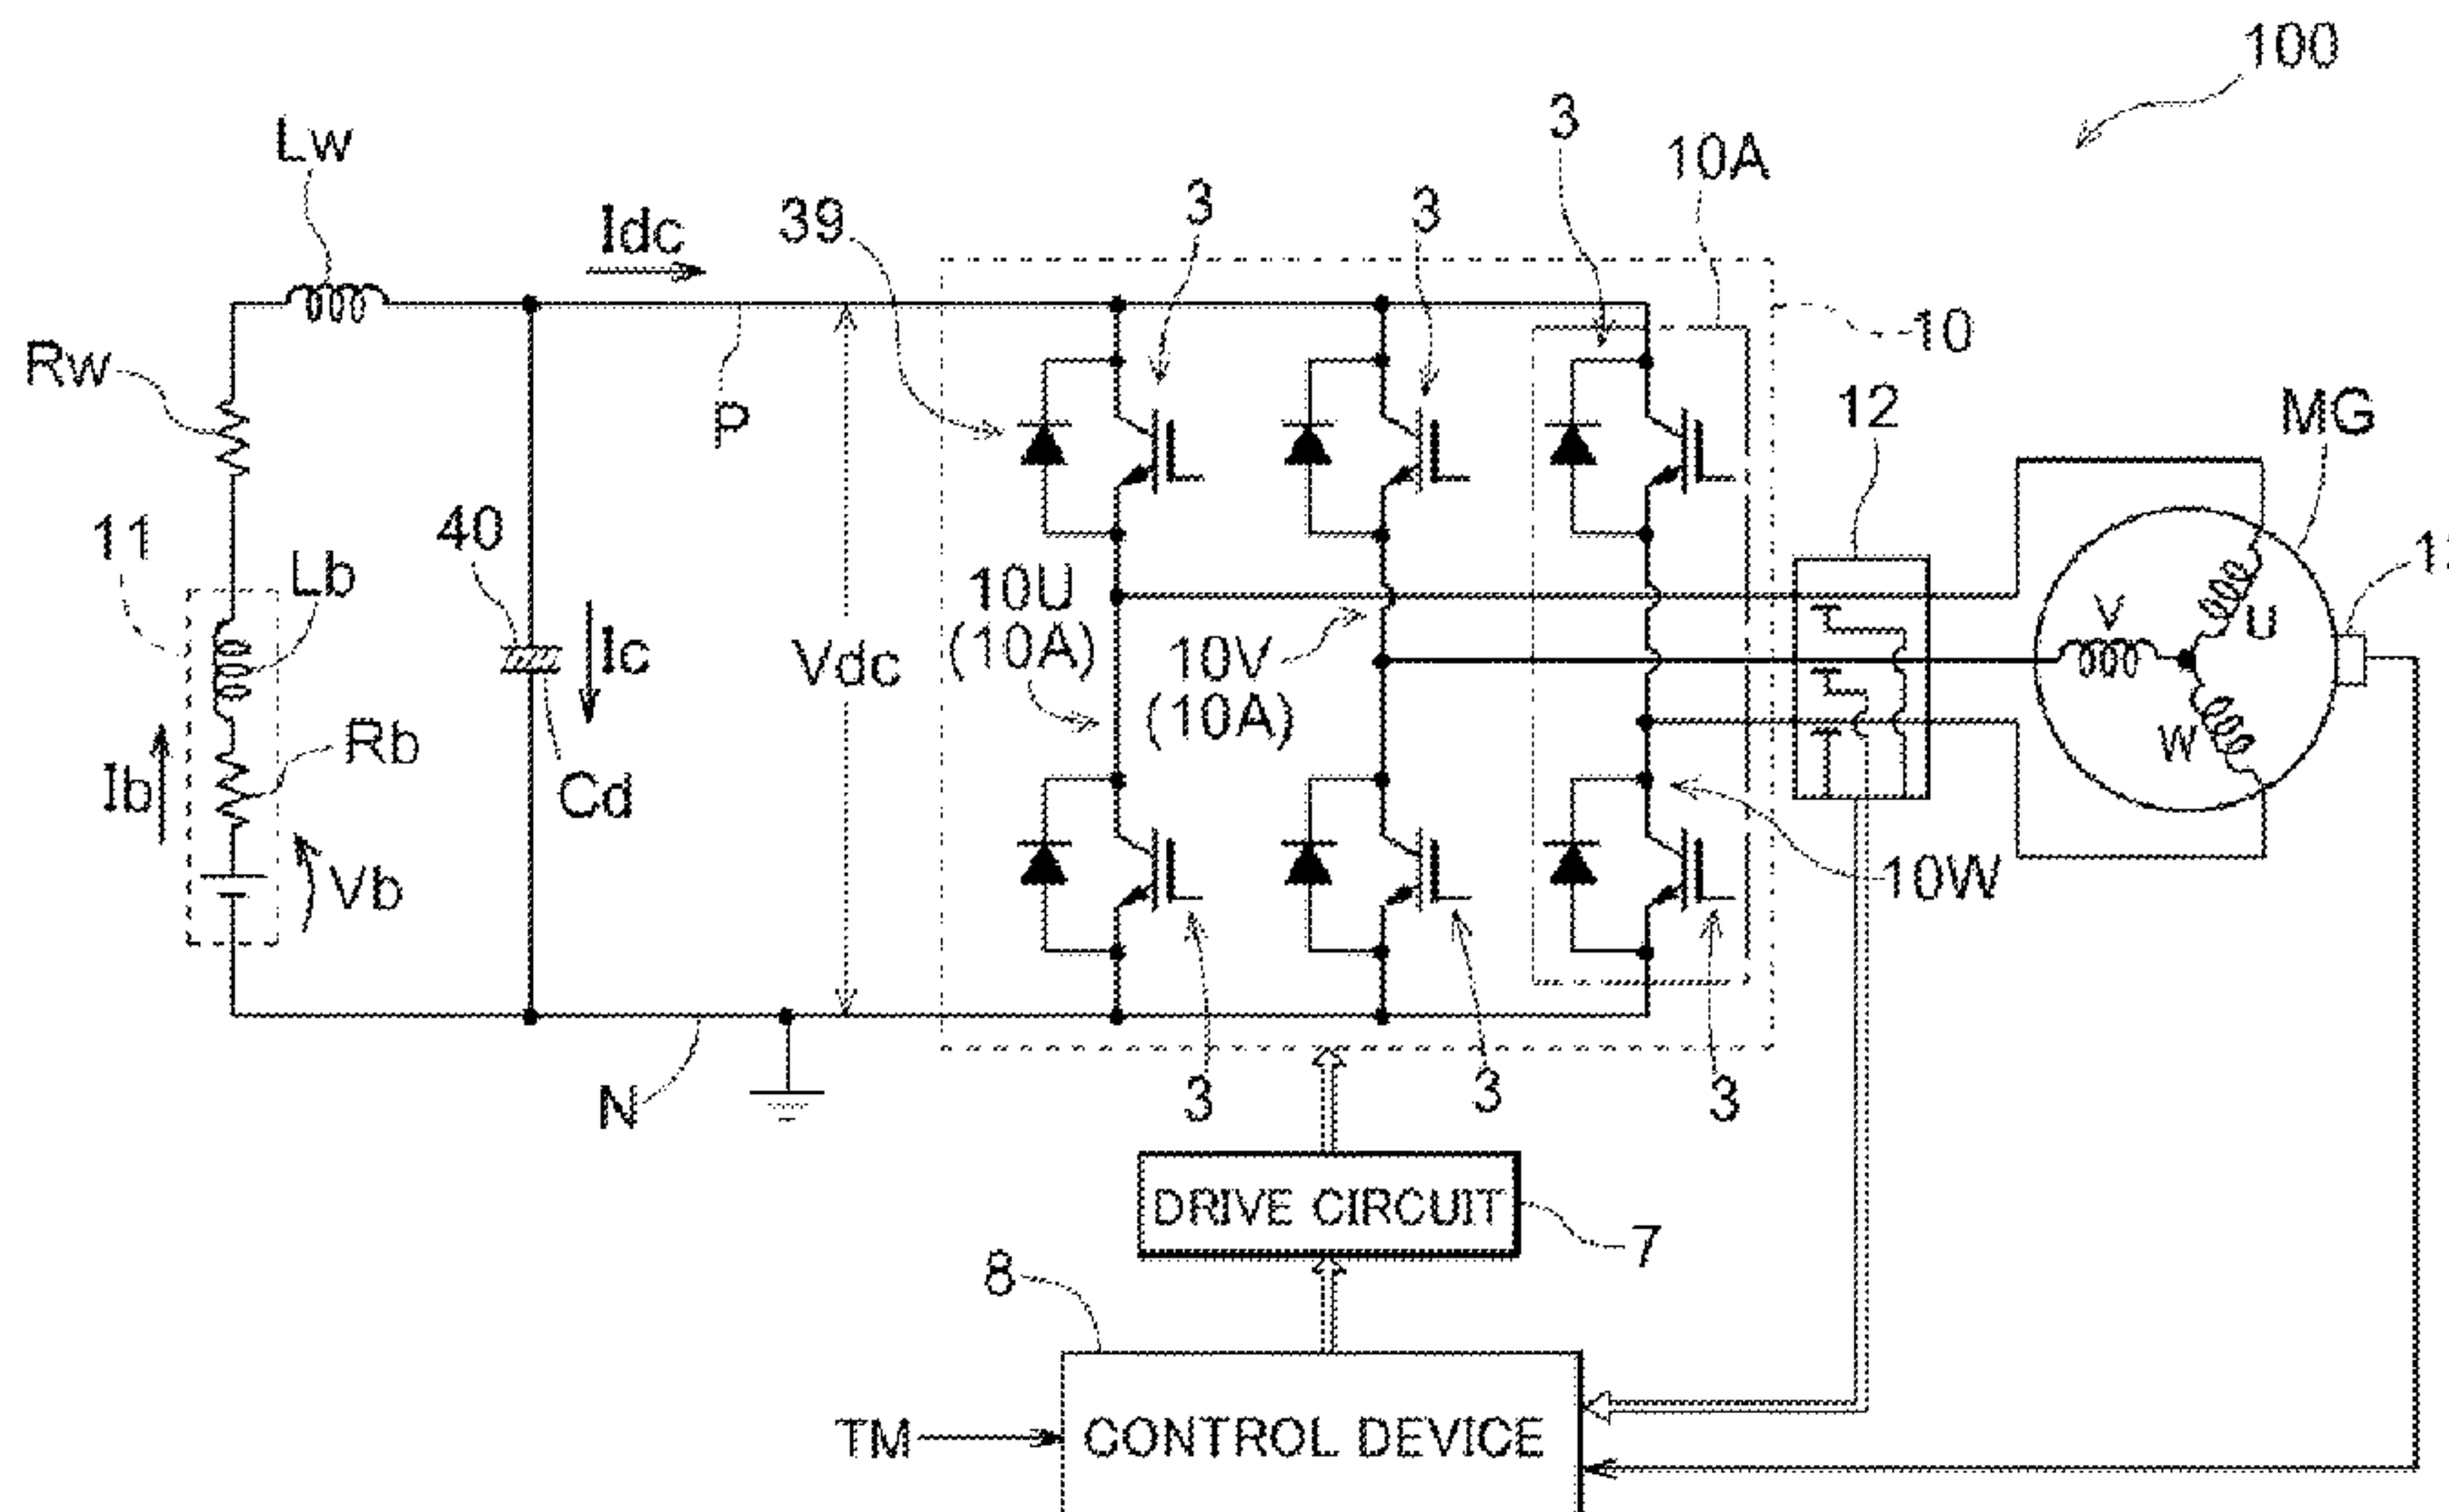 100
Lw
3
10A
39
3
3
Idc
10
Rw
P
12
MG
11
40
Lb
10U
(10A)
V
U
Ic
Vdc
10V
(10A)
W
Rb
Ib
Cd
Vb
10W
N
3
3
3
DRIVE CIRCUIT
7
8
TM
CONTROL DEVICE